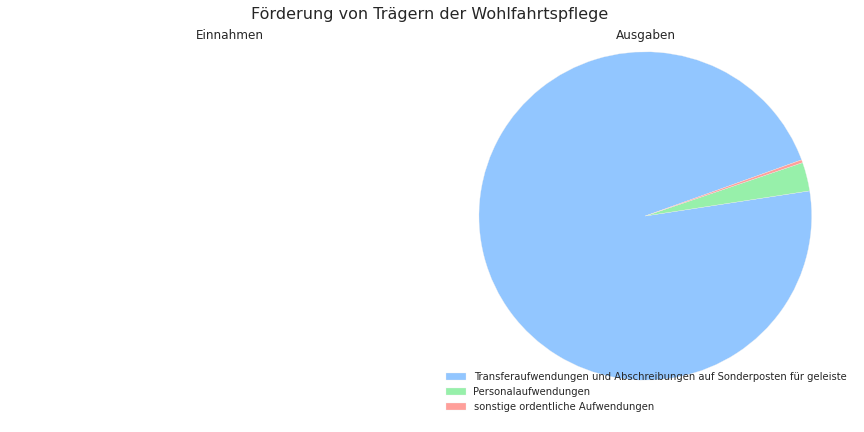 Förderung von Trägern der Wohlfahrtspflege
Einnahmen
Ausgaben
Transferaufwendungen und Abschreibungen auf Sonderposten für geleiste
Personalaufwendungen
sonstige ordentliche Aufwendungen